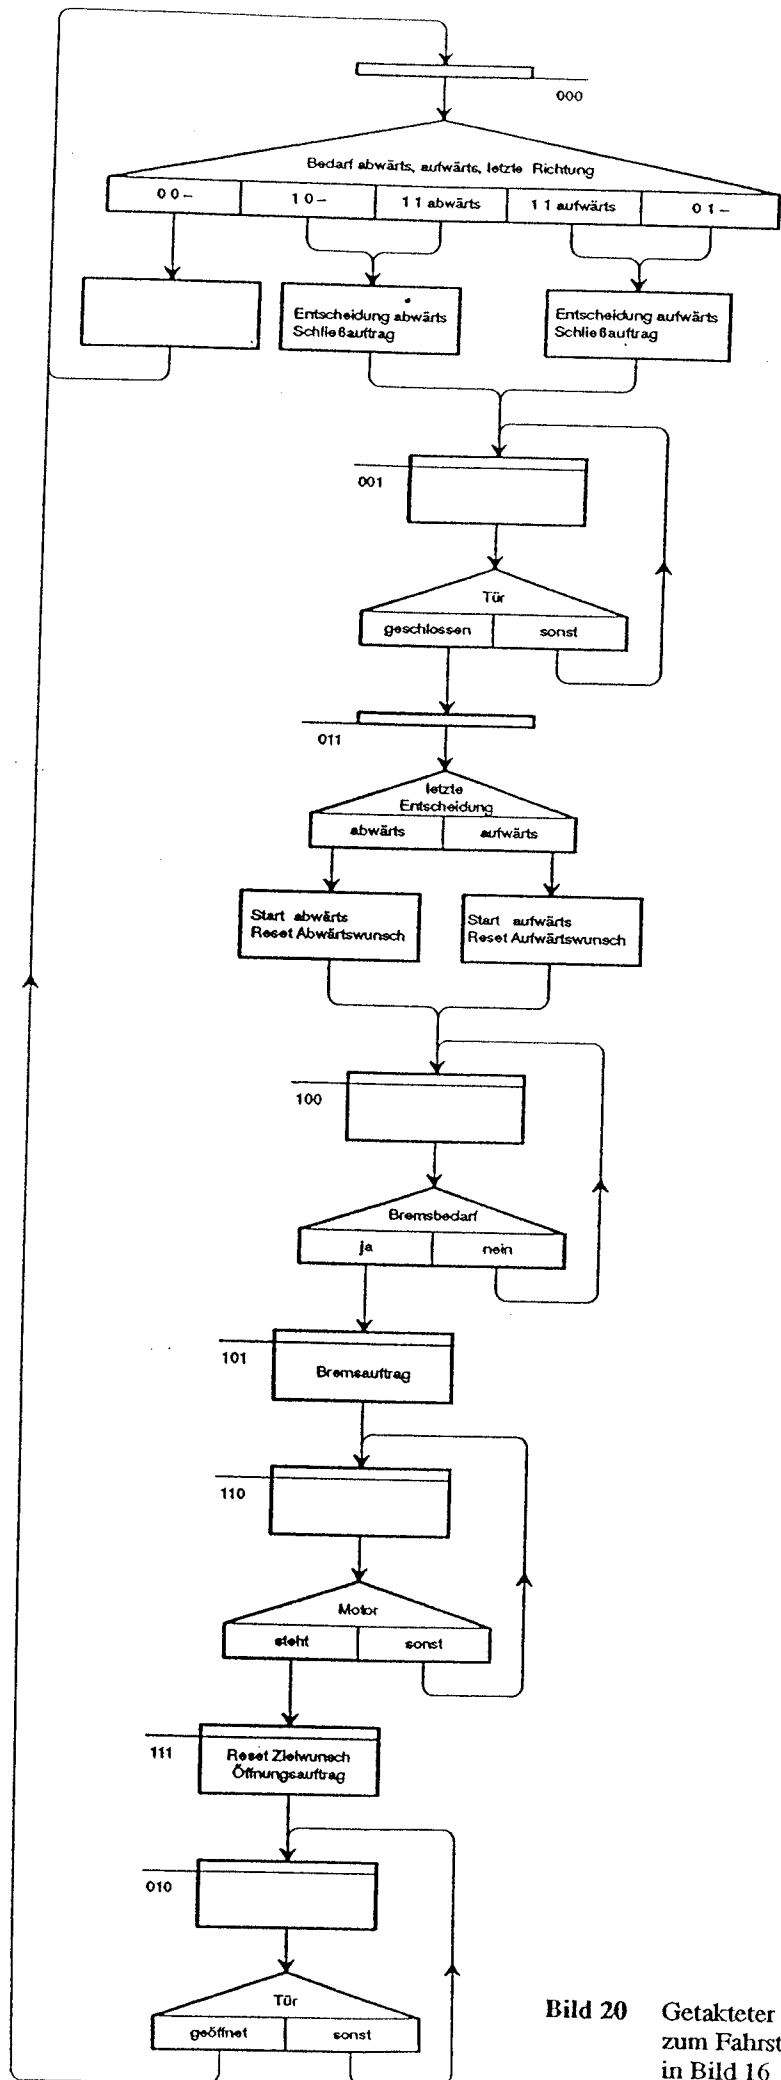 000
Bedarf abwärts, aufwärts, letzte Richtung
0 0 –
1 0 –
1 1 abwärts
1 1 aufwärts
0 1 –
Entscheidung abwärts
Schließauftrag
Entscheidung aufwärts
Schließauftrag
001
Tür
geschlossen
sonst
011
letzte
Entscheidung
abwärts
aufwärts
Start abwärts
Reset Abwärtswunsch
Start aufwärts
Reset Aufwärtswunsch
100
Bremsbedarf
ja
nein
101
Bremsauftrag
110
Motor
steht
sonst
111
Reset Zielwunsch
Öffnungsauftrag
010
Tür
geöffnet
sonst
Bild 20 Getakteter
zum Fahrst
in Bild 16